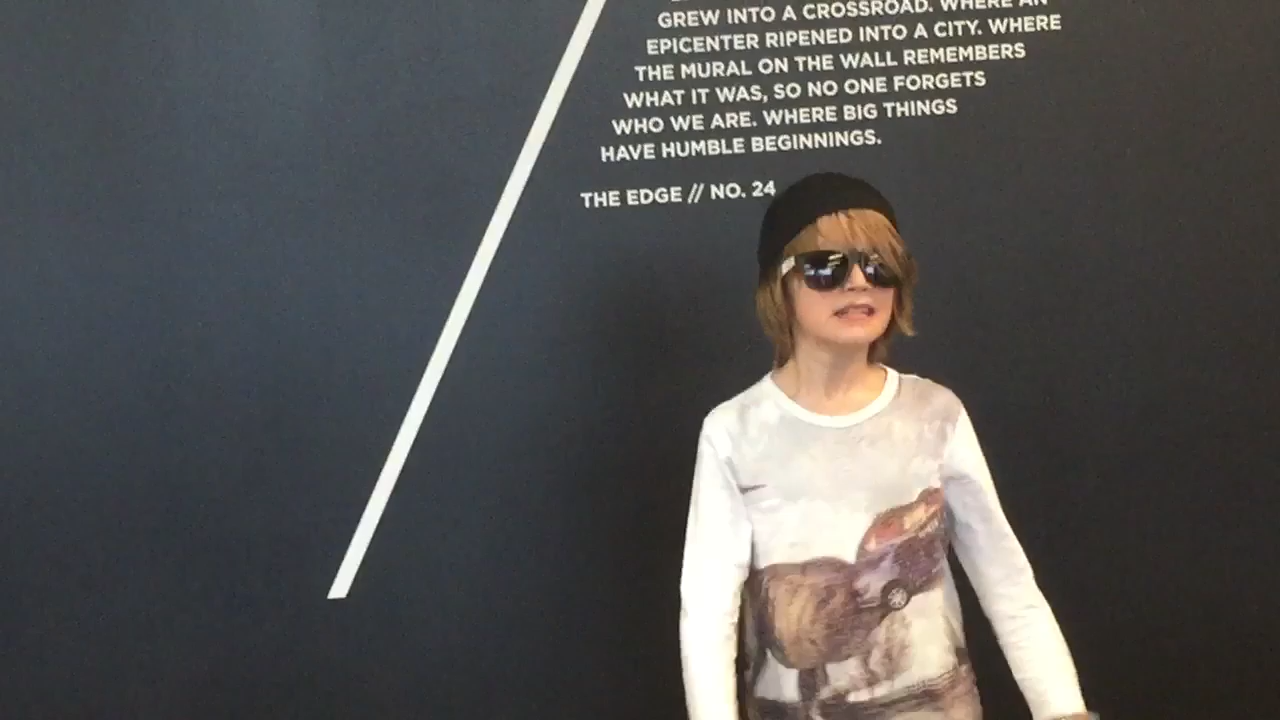 GREW INTO A CROSSROAD. WHERE AN
EPICENTER RIPENED INTO A CITY. WHERE
THE MURAL ON THE WALL REMEMBERS
WHAT IT WAS, SO NO ONE FORGETS
WHO WE ARE. WHERE BIG THINGS
HAVE HUMBLE BEGINNINGS.
THE EDGE // NO. 24